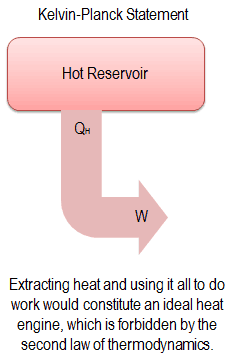 Kelvin-Planck Statement
Hot Reservoir
QH
W
Extracting heat and using it all to do
work would constitute an ideal heat
engine, which is forbidden by the
second law of thermodynamics.